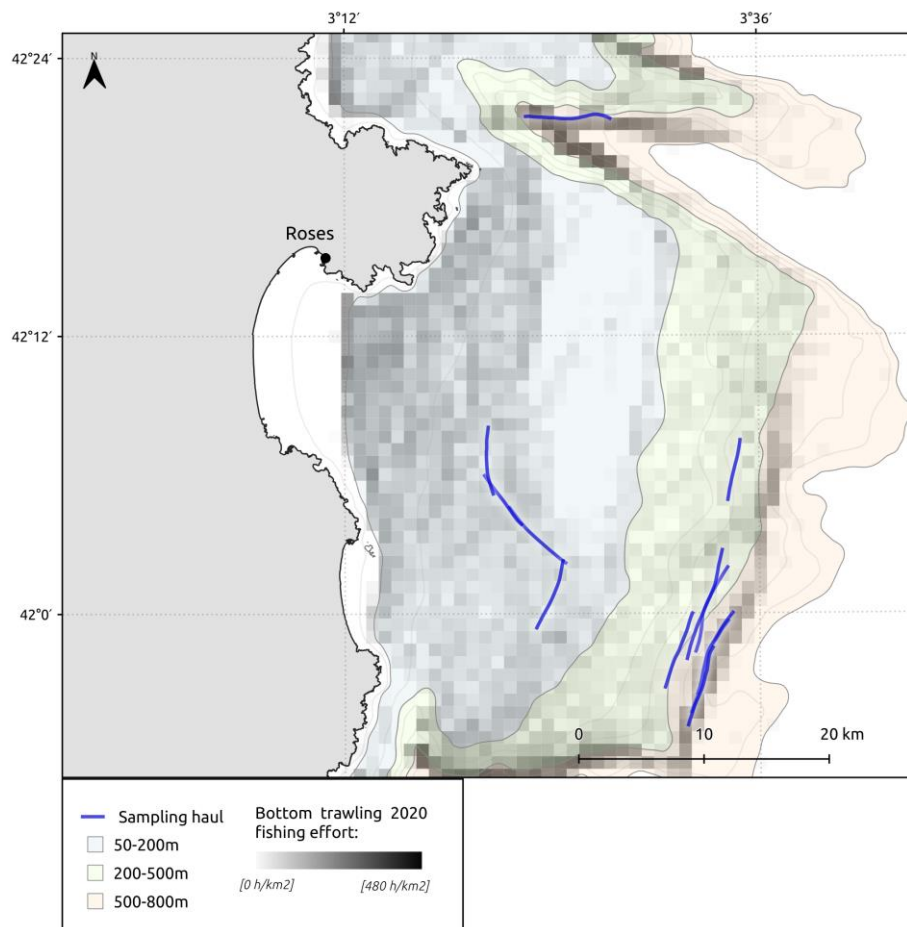 3°12′ 3°36′
42°24′
N
Roses
42°12′
42°0′
0 10 20 km
Sampling haul
50-200m
200-500m
500-800m
Bottom trawling 2020
fishing effort:
[0 h/km2] [480 h/km2]